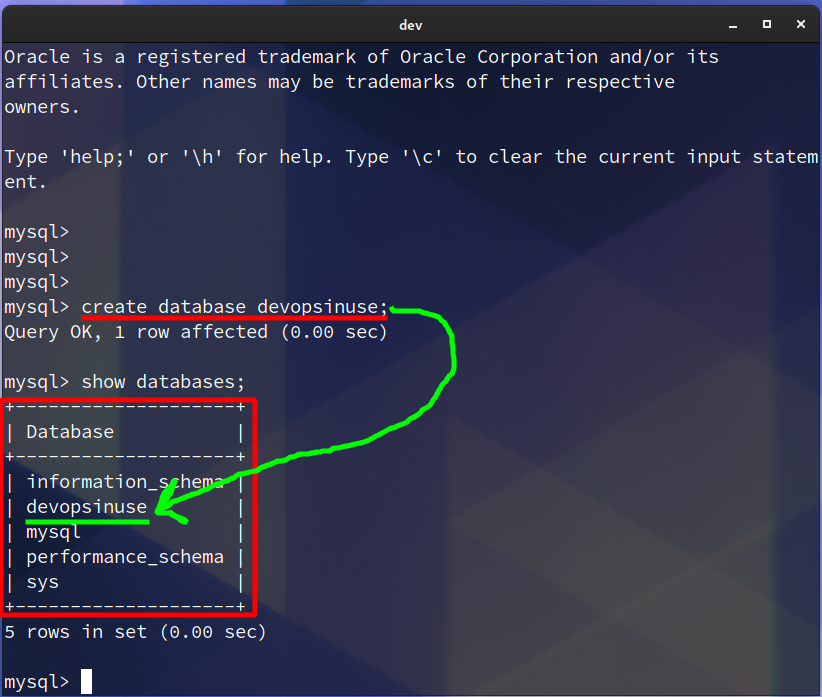 dev
Oracle is a registered trademark of Oracle Corporation and/or its
affiliates. Other names may be trademarks of their respective
owners.
Type 'help;' or '\h' for help. Type '\c' to clear the current input statem
ent.
mysql>
mysql>
mysql>
mysql> create database devopsinuse;
Query OK, 1 row affected (0.00 sec)
mysql> show databases;
+--------------------+
| Database           |
+--------------------+
| information_schema |
| devopsinuse        |
| mysql              |
| performance_schema |
| sys                |
+--------------------+
5 rows in set (0.00 sec)
mysql>